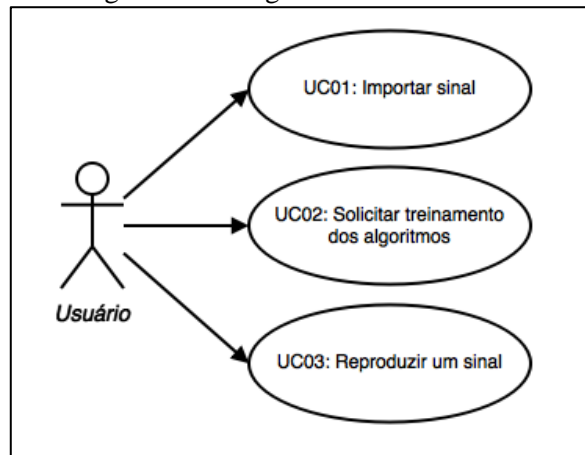 UC01: Importar sinal
UC02: Solicitar treinamento
dos algoritmos
Usuário
UC03: Reproduzir um sinal